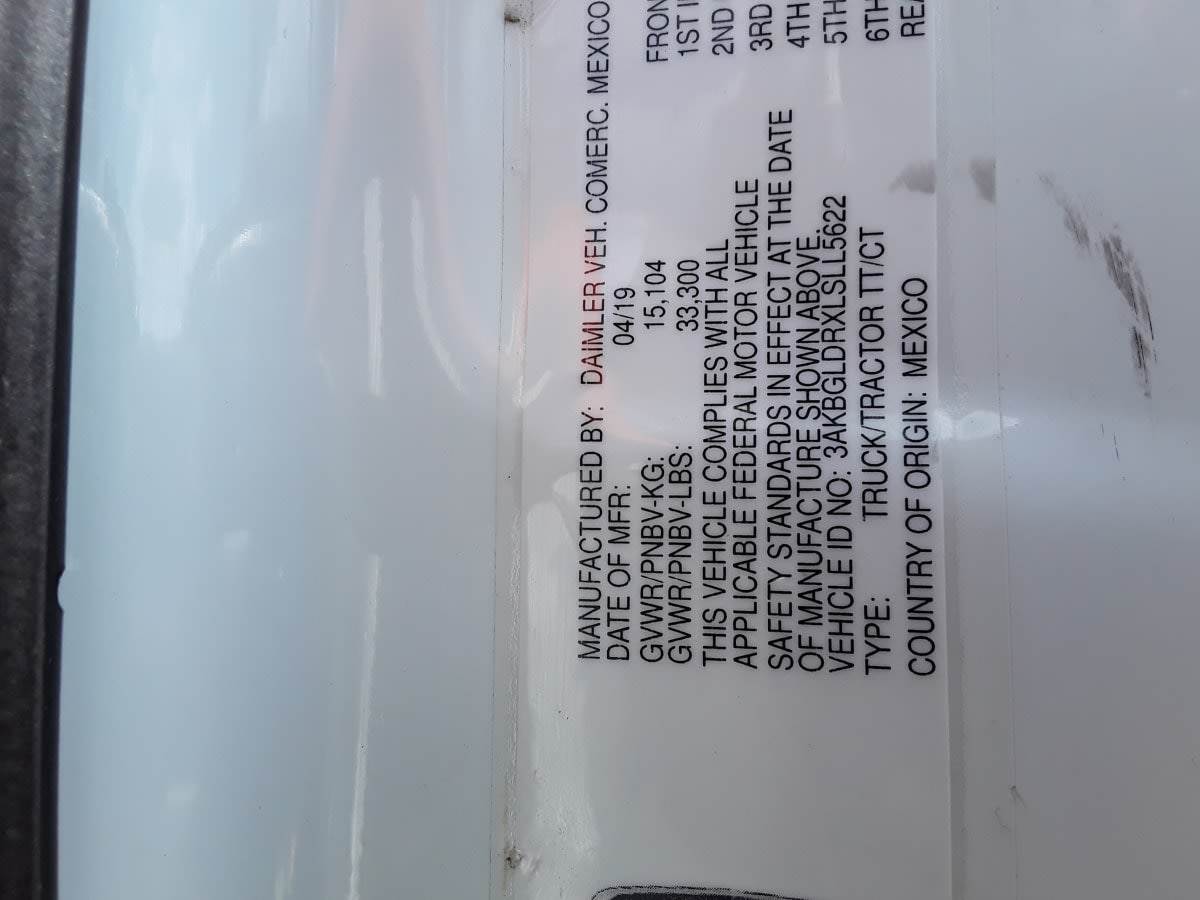 MANUFACTURED BY: DAIMLER VEH. COMERC. MEXICO
DATE OF MFR: 04/19
GVWR/PNBV-KG: 15,104
GVWR/PNBV-LBS: 33,300
THIS VEHICLE COMPLIES WITH ALL
APPLICABLE FEDERAL MOTOR VEHICLE
SAFETY STANDARDS IN EFFECT AT THE DATE
OF MANUFACTURE SHOWN ABOVE.
VEHICLE ID NO: 3AKBGLDRXLSLL5622
TYPE: TRUCK/TRACTOR TT/CT
COUNTRY OF ORIGIN: MEXICO
FRON
1ST I
2ND
3RD
4TH
5TH
6TH
REA